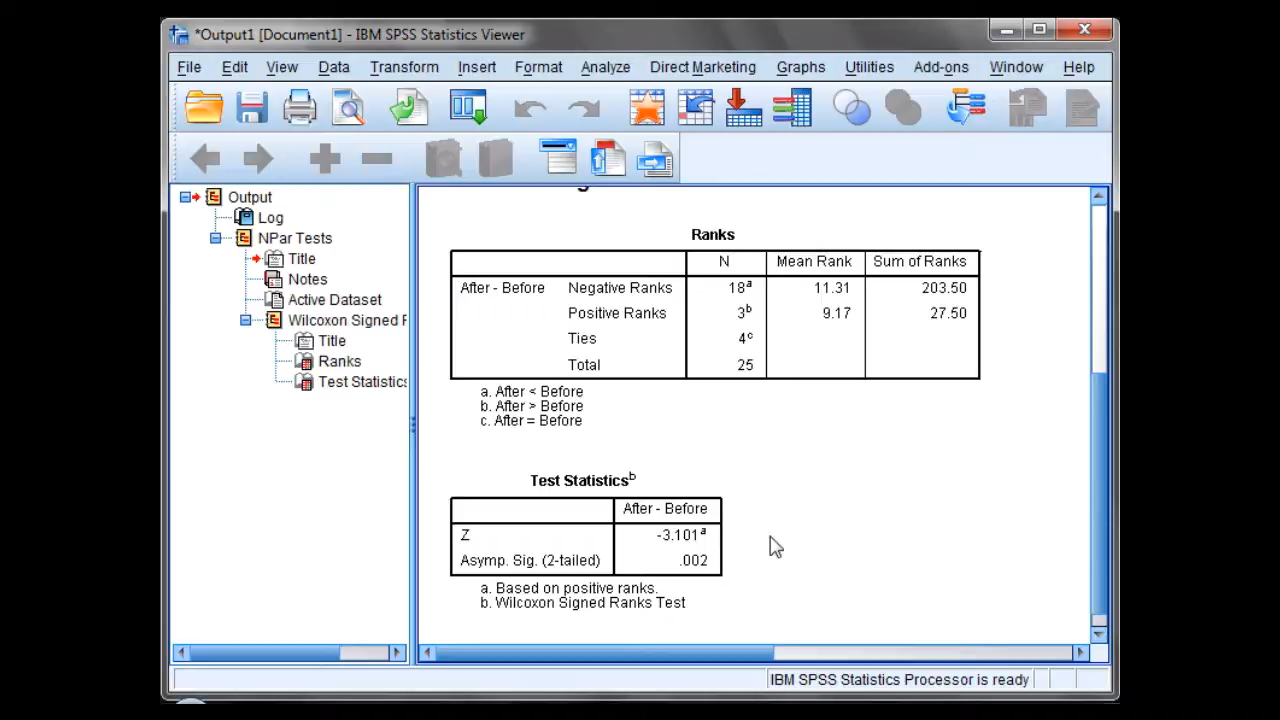 *Output1 [Document1] - IBM SPSS Statistics Viewer
File Edit View Data Transform Insert Format Analyze Direct Marketing Graphs Utilities Add-ons Window Help
Output
Log
NPar Tests
Title
Notes
Active Dataset
Wilcoxon Signed R
Title
Ranks
Test Statistics
Ranks
N Mean Rank Sum of Ranks
After - Before Negative Ranks 18a 11.31 203.50
Positive Ranks 3b 9.17 27.50
Ties 4c
Total 25
a. After < Before
b. After > Before
c. After = Before
Test Statisticsb
After - Before
Z -3.101a
Asymp. Sig. (2-tailed) .002
a. Based on positive ranks.
b. Wilcoxon Signed Ranks Test
IBM SPSS Statistics Processor is ready